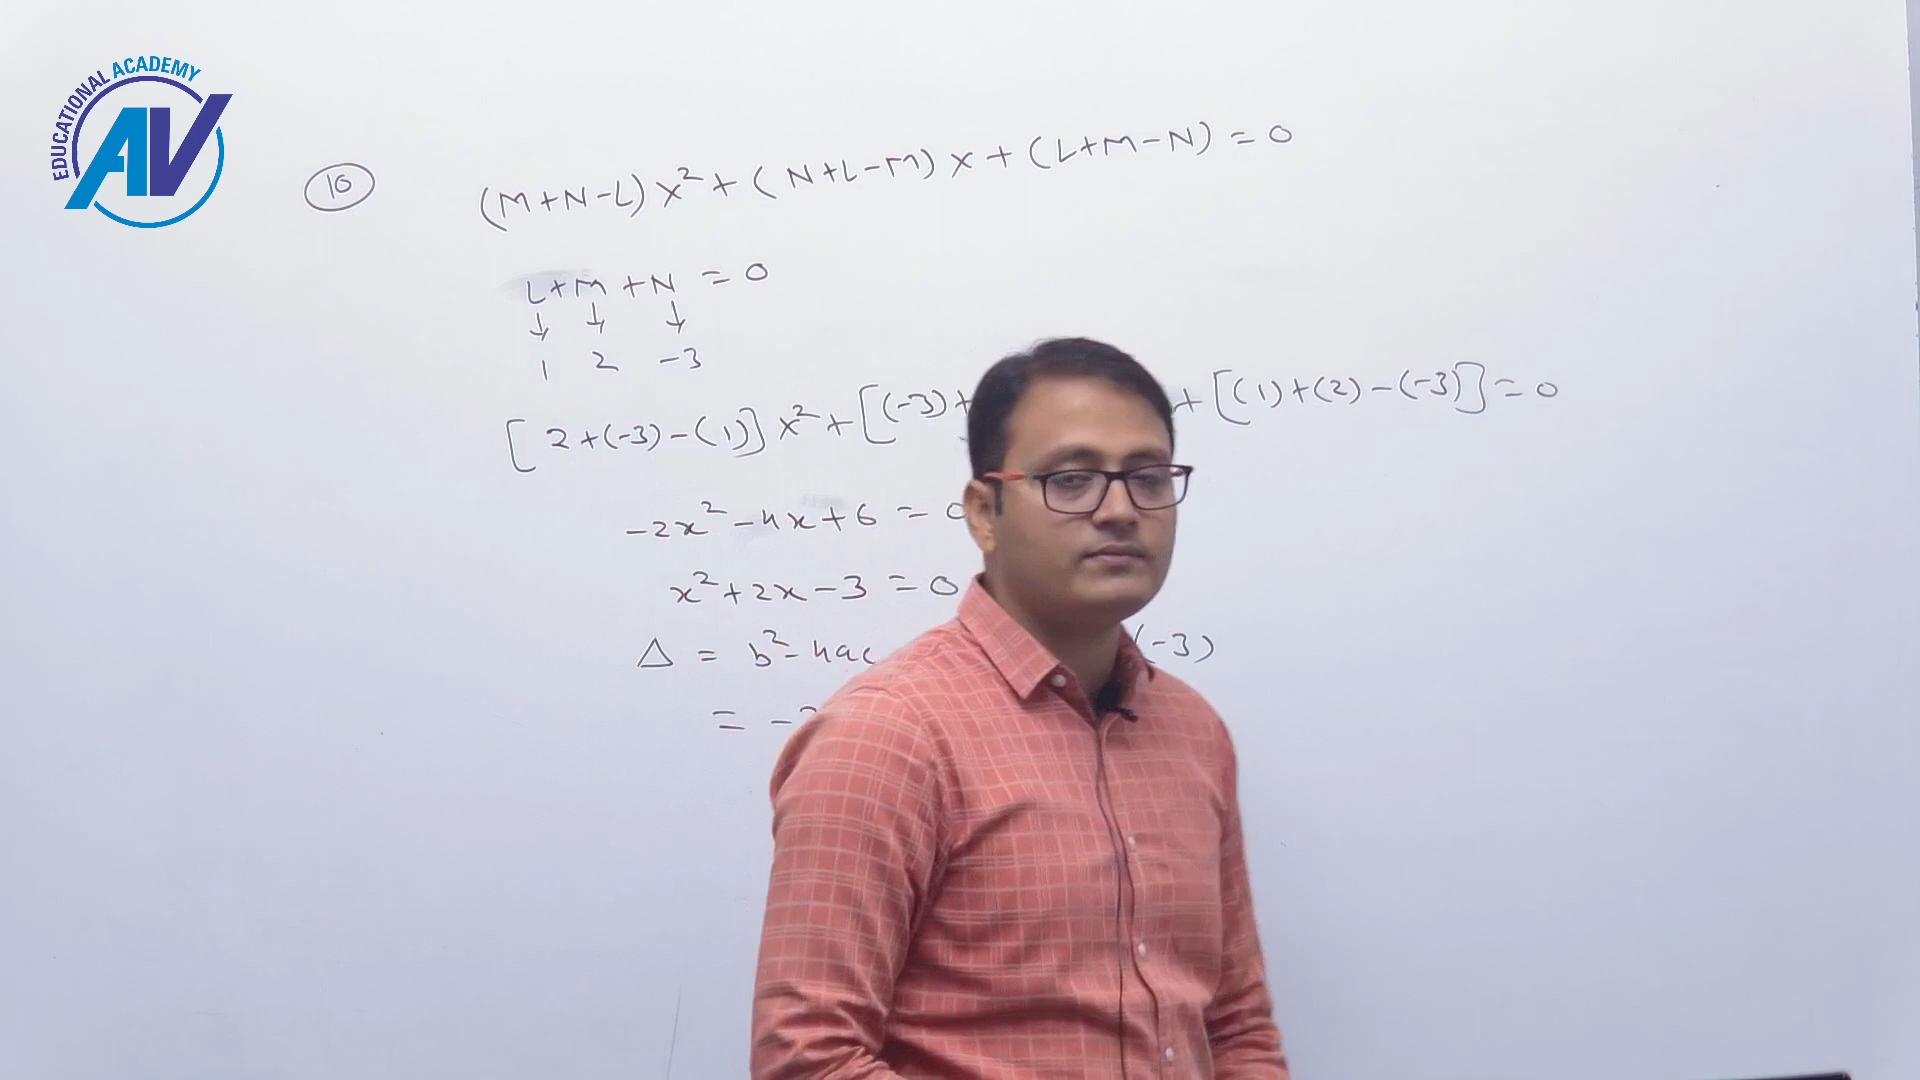 EDUCATIONAL ACADEMY
AV
10
(M+N-L)x²+(N+L-M)x+(L+M-N)=0
L+M+N=0
↓ ↓ ↓
1 2 -3
[2+(-3)-(1)]x²+[(-3)+ +[(1)+(2)-(-3)]=0
-2x²-4x+6=0
x²+2x-3=0
Δ = b²-4ac (-3)
= -